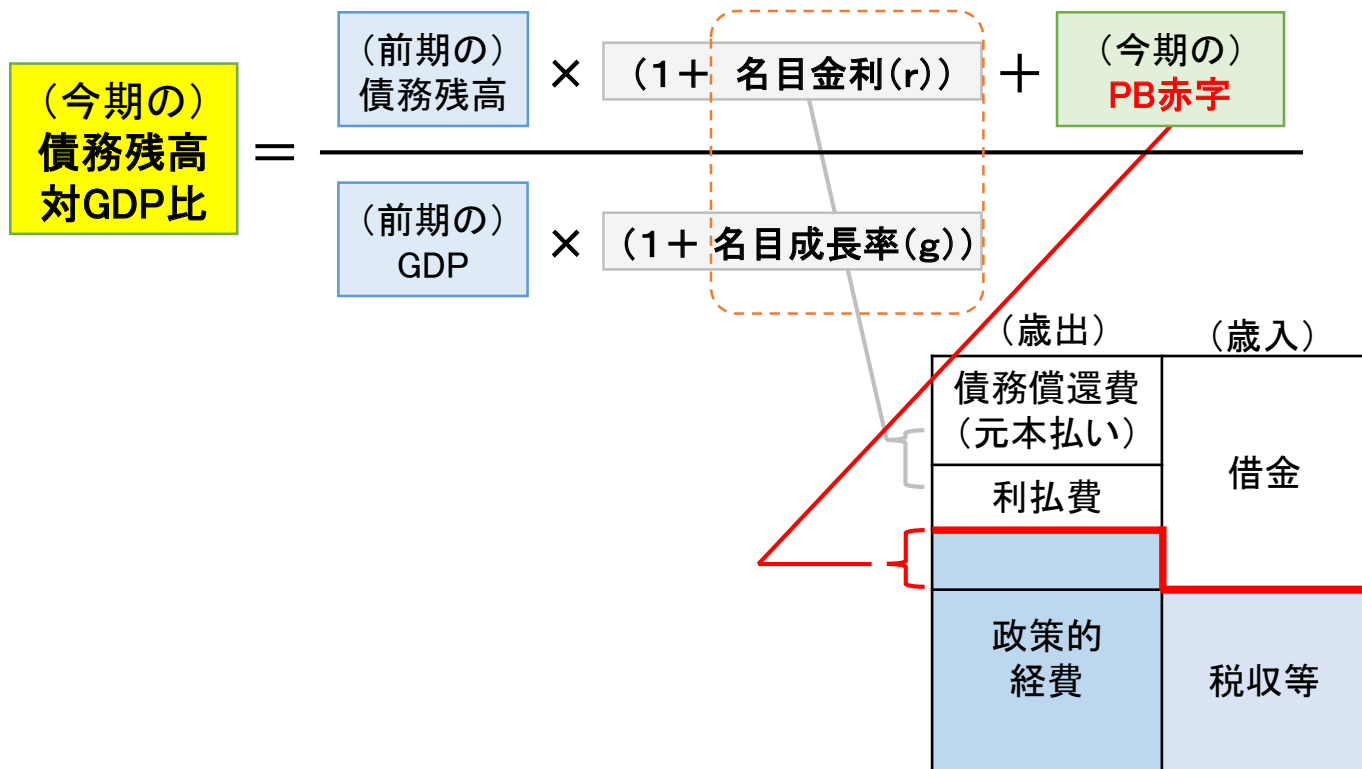 (今期の)
債務残高
対GDP比
＝
(前期の)
債務残高
×
(1＋ 名目金利(r))
＋
(今期の)
PB赤字
(前期の)
GDP
×
(1＋ 名目成長率(g))
(歳出)
(歳入)
債務償還費
(元本払い)
利払費
借金
政策的
経費
税収等